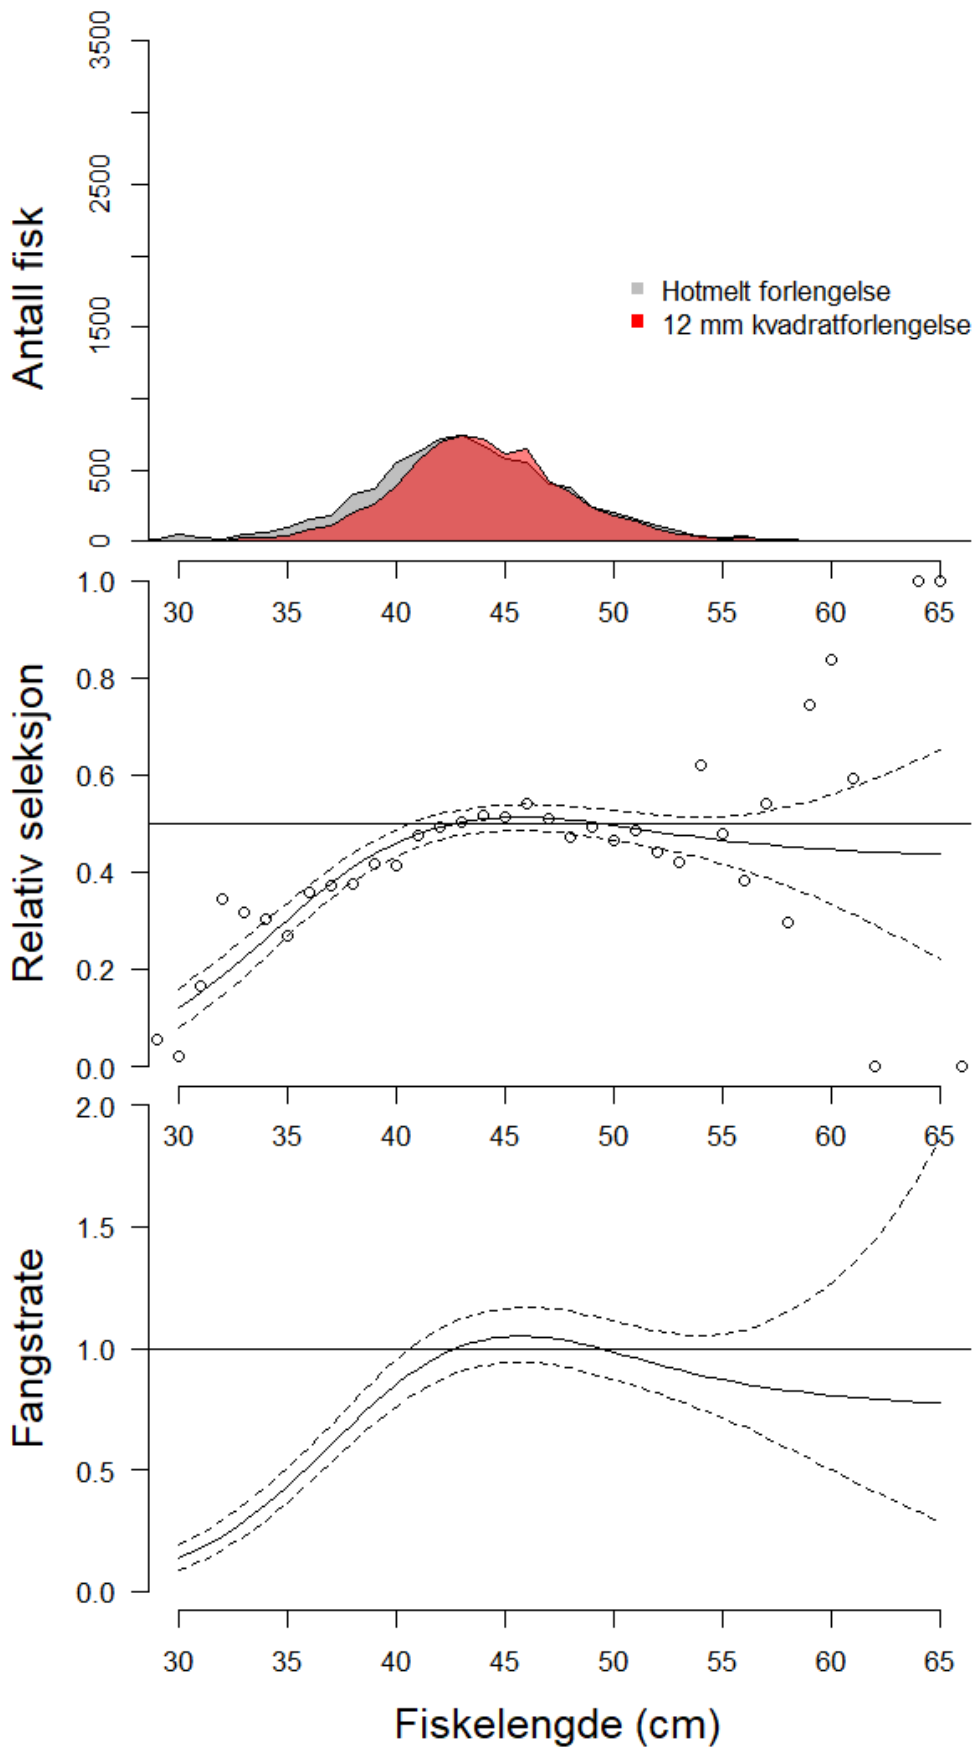 Antall fisk
3500
2500
1500
500
0
Hotmelt forlengelse
12 mm kvadratforlengelse
30 35 40 45 50 55 60 65
Relativ seleksjon
1.0
0.8
0.6
0.4
0.2
0.0
30 35 40 45 50 55 60 65
Fangstrate
2.0
1.5
1.0
0.5
0.0
30 35 40 45 50 55 60 65
Fiskelengde (cm)